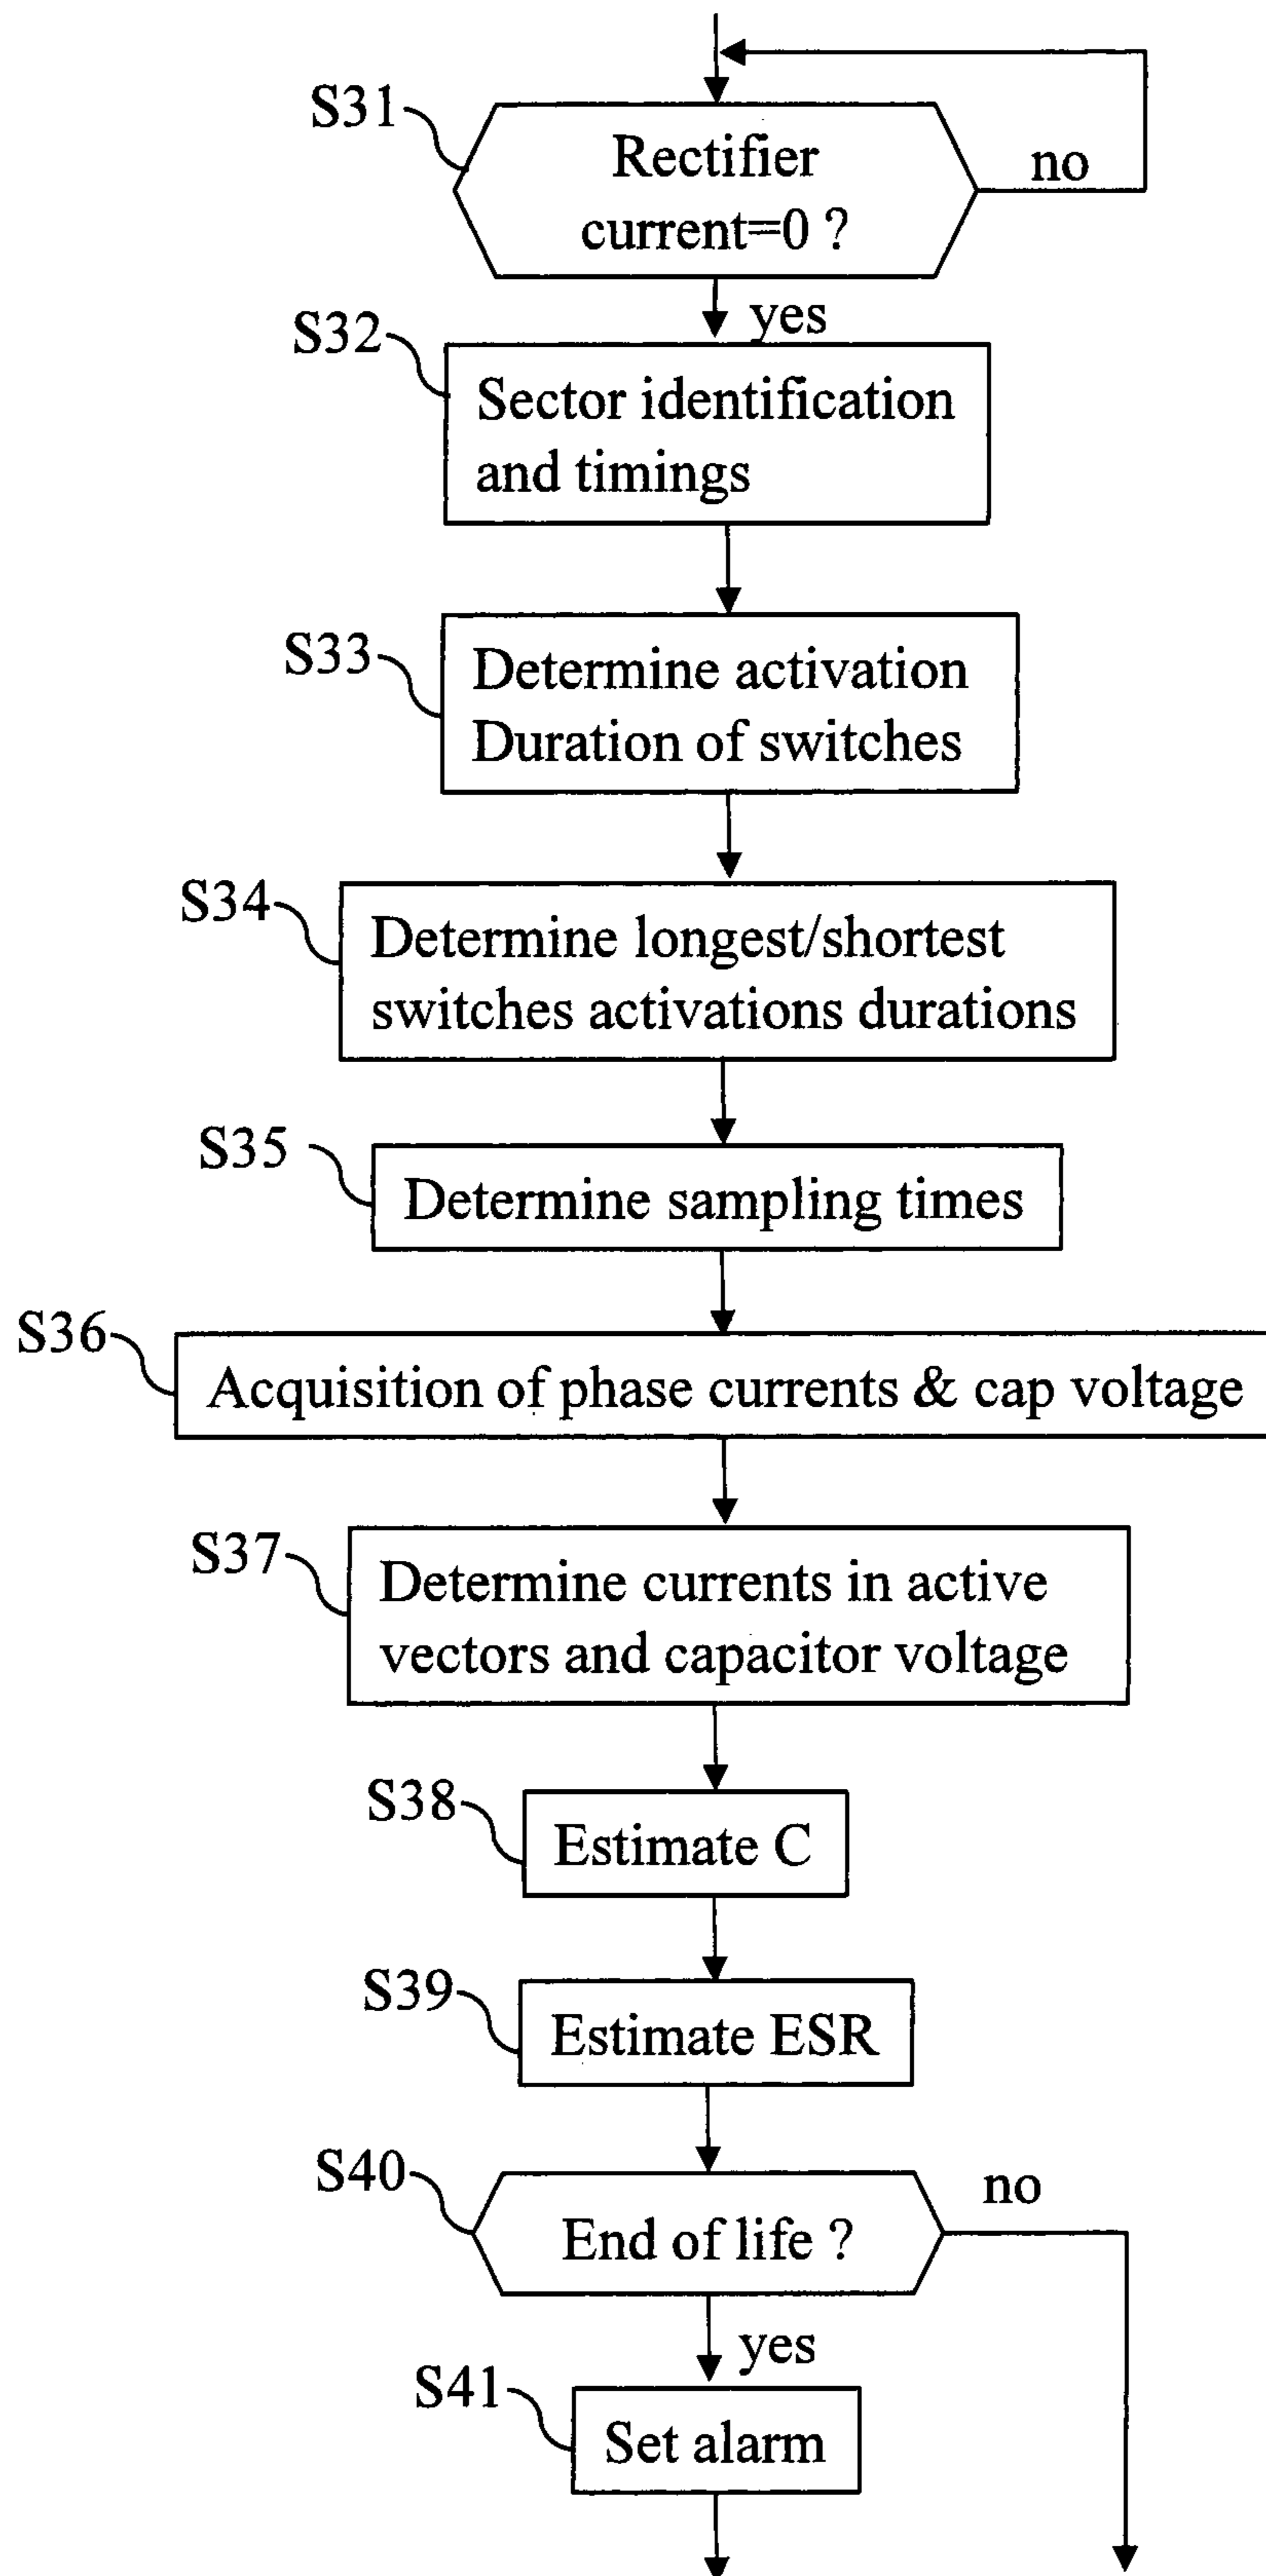 S31
Rectifier
current=0 ?
no
yes
S32
Sector identification
and timings
S33
Determine activation
Duration of switches
S34
Determine longest/shortest
switches activations durations
S35
Determine sampling times
S36
Acquisition of phase currents & cap voltage
S37
Determine currents in active
vectors and capacitor voltage
S38
Estimate C
S39
Estimate ESR
S40
End of life ?
no
yes
S41
Set alarm